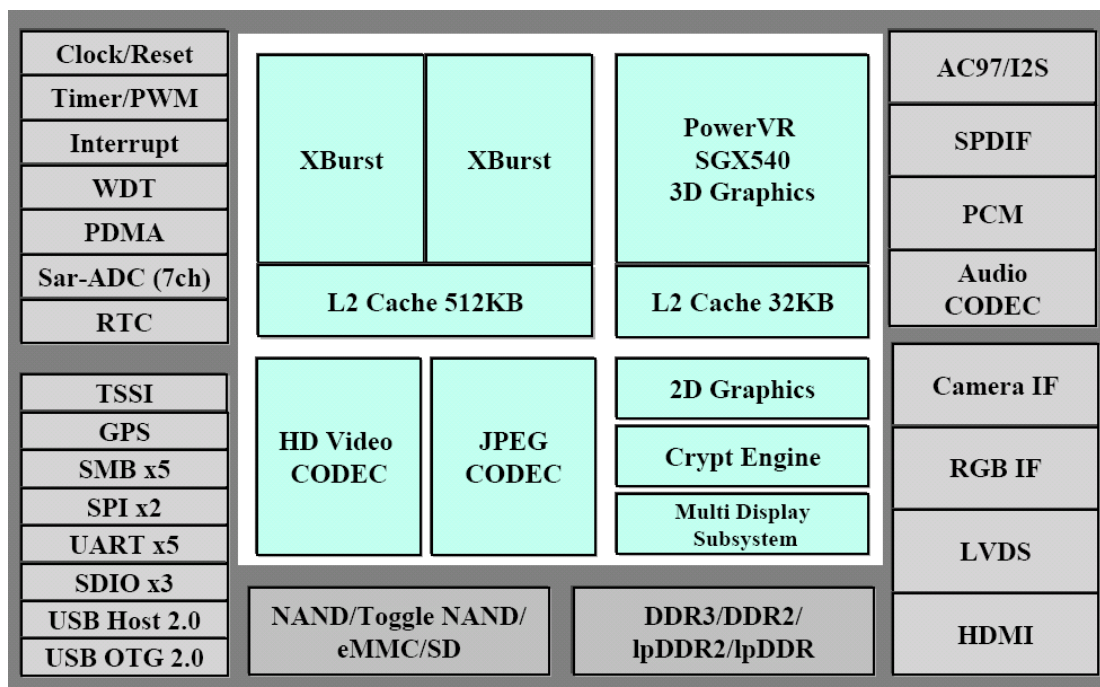 Clock/Reset
Timer/PWM
Interrupt
WDT
PDMA
Sar-ADC (7ch)
RTC
TSSI
GPS
SMB x5
SPI x2
UART x5
SDIO x3
USB Host 2.0
USB OTG 2.0
XBurst
XBurst
L2 Cache 512KB
PowerVR
SGX540
3D Graphics
L2 Cache 32KB
HD Video
CODEC
JPEG
CODEC
2D Graphics
Crypt Engine
Multi Display
Subsystem
NAND/Toggle NAND/
eMMC/SD
DDR3/DDR2/
lpDDR2/lpDDR
AC97/I2S
SPDIF
PCM
Audio
CODEC
Camera IF
RGB IF
LVDS
HDMI